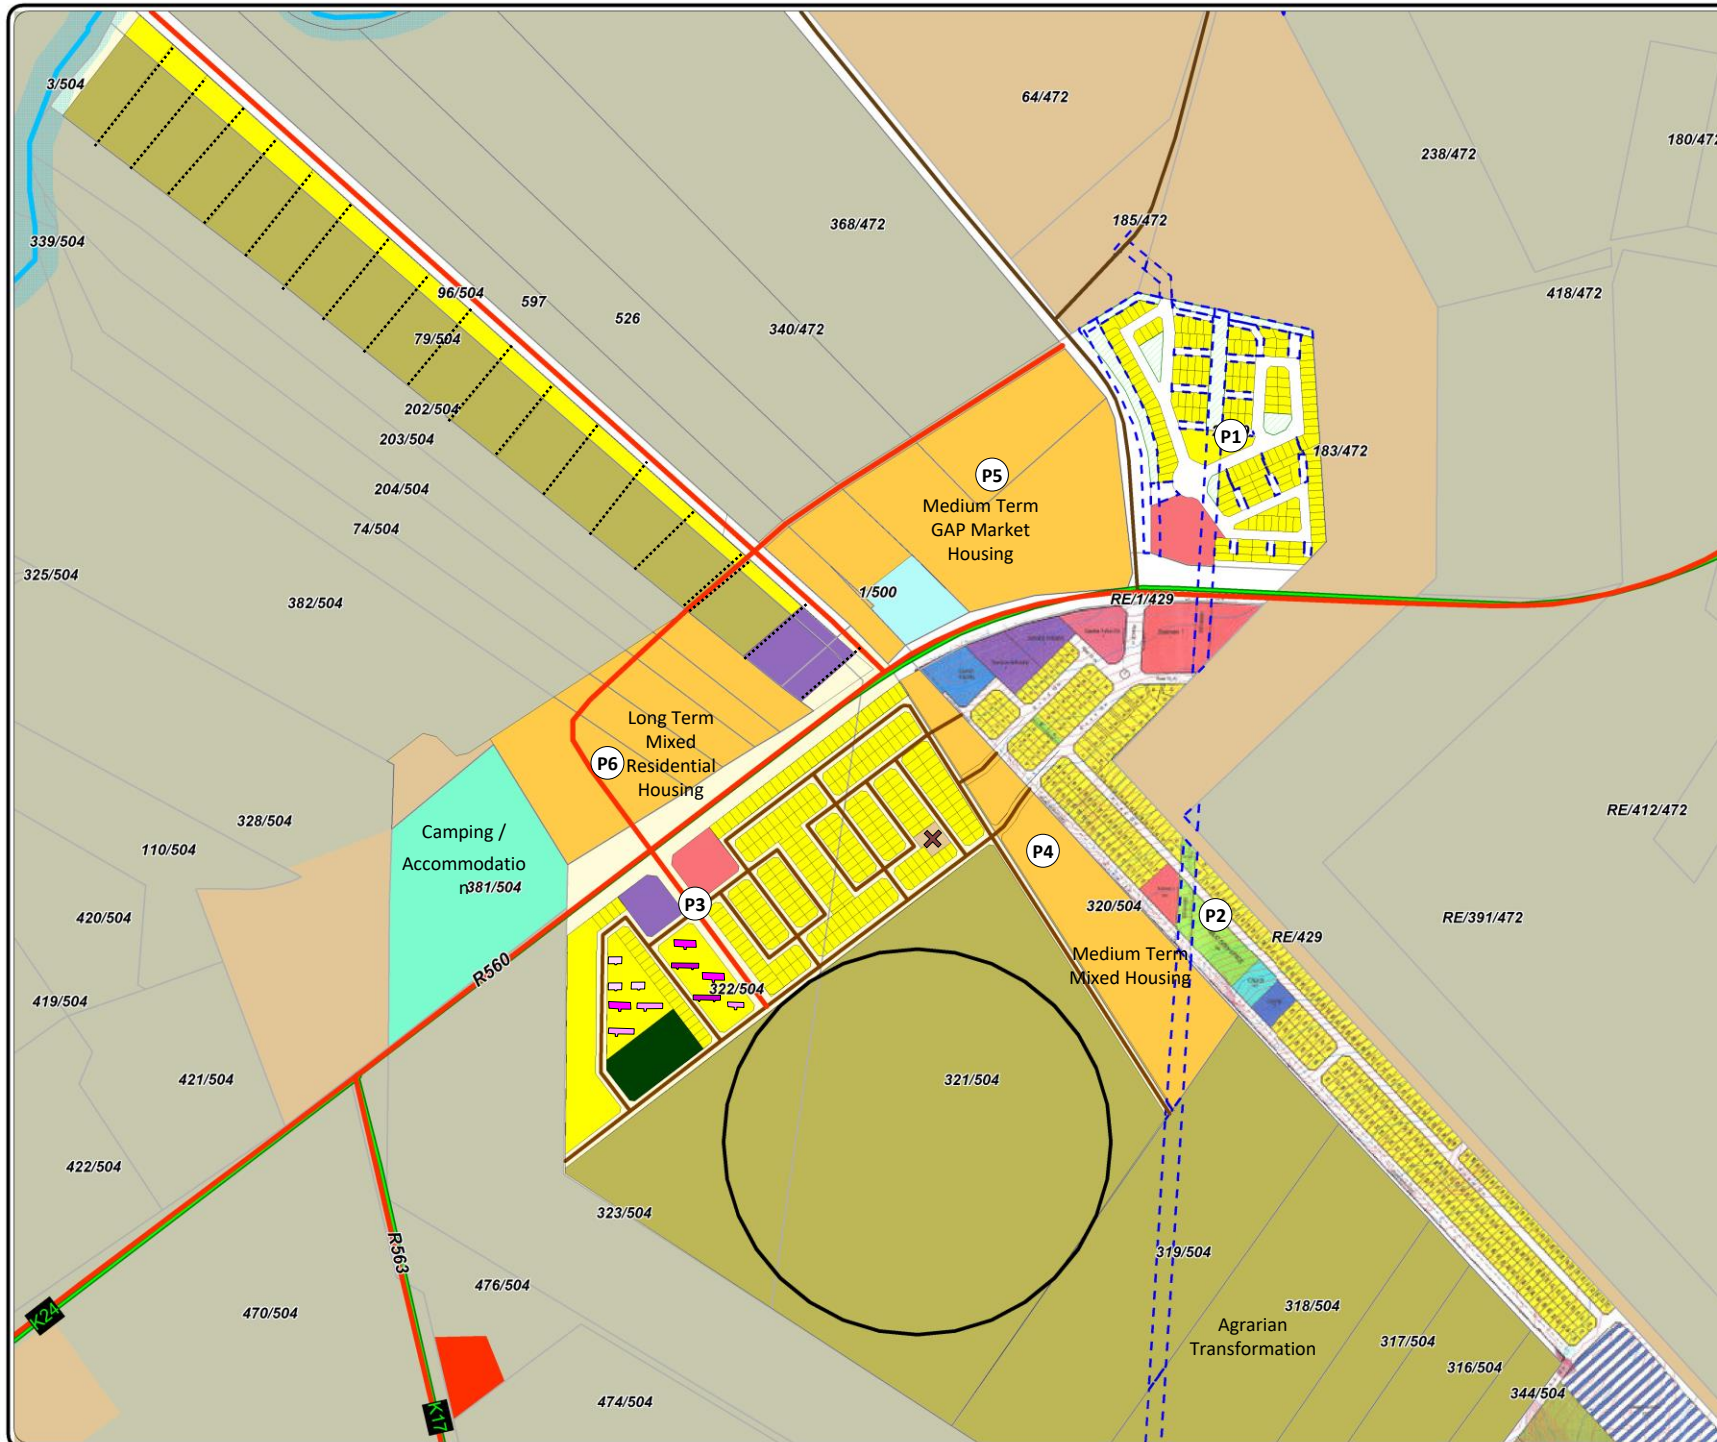 3/504
64/472
238/472
180/472
339/504
368/472
185/472
96/504
597
526
340/472
418/472
79/504
202/504
203/504
204/504
74/504
P1
183/472
P5
Medium Term
GAP Market
Housing
325/504
382/504
1/500
RE/1/429
Long Term
Mixed
Residential
Housing
P6
328/504
110/504
Camping /
Accommodatio
n
381/504
P4
RE/412/472
420/504
P3
320/504
P2
RE/391/472
RE/429
Medium Term
Mixed Housing
419/504
R560
322/504
421/504
321/504
422/504
323/504
R563
319/504
476/504
470/504
K24
318/504
Agrarian
Transformation
317/504
316/504
344/504
474/504
K17